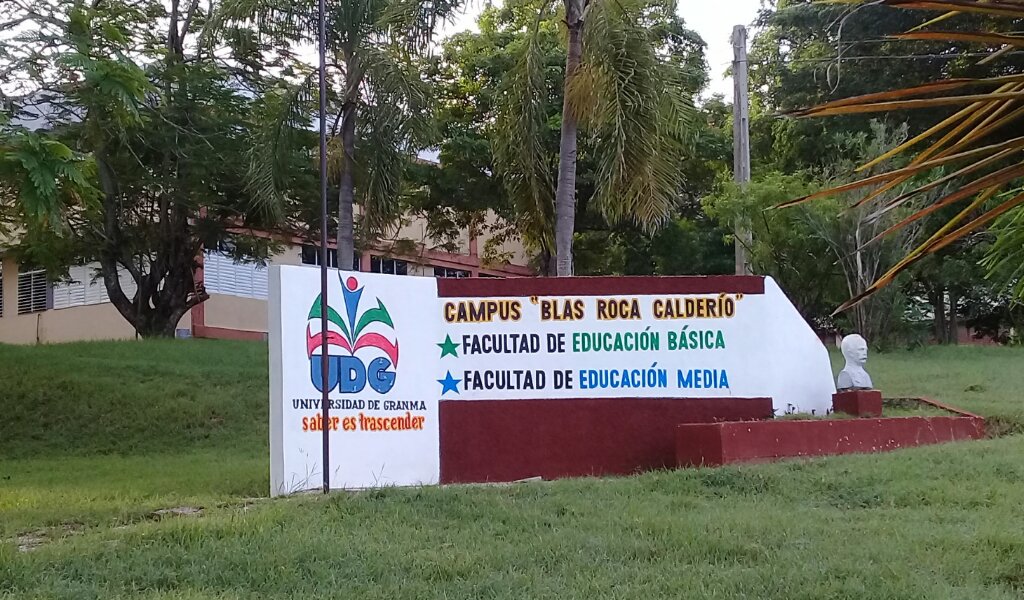 UDG
UNIVERSIDAD DE GRANMA
saber es trascender
CAMPUS "BLAS ROCA CALDERÍO"
FACULTAD DE EDUCACIÓN BÁSICA
FACULTAD DE EDUCACIÓN MEDIA